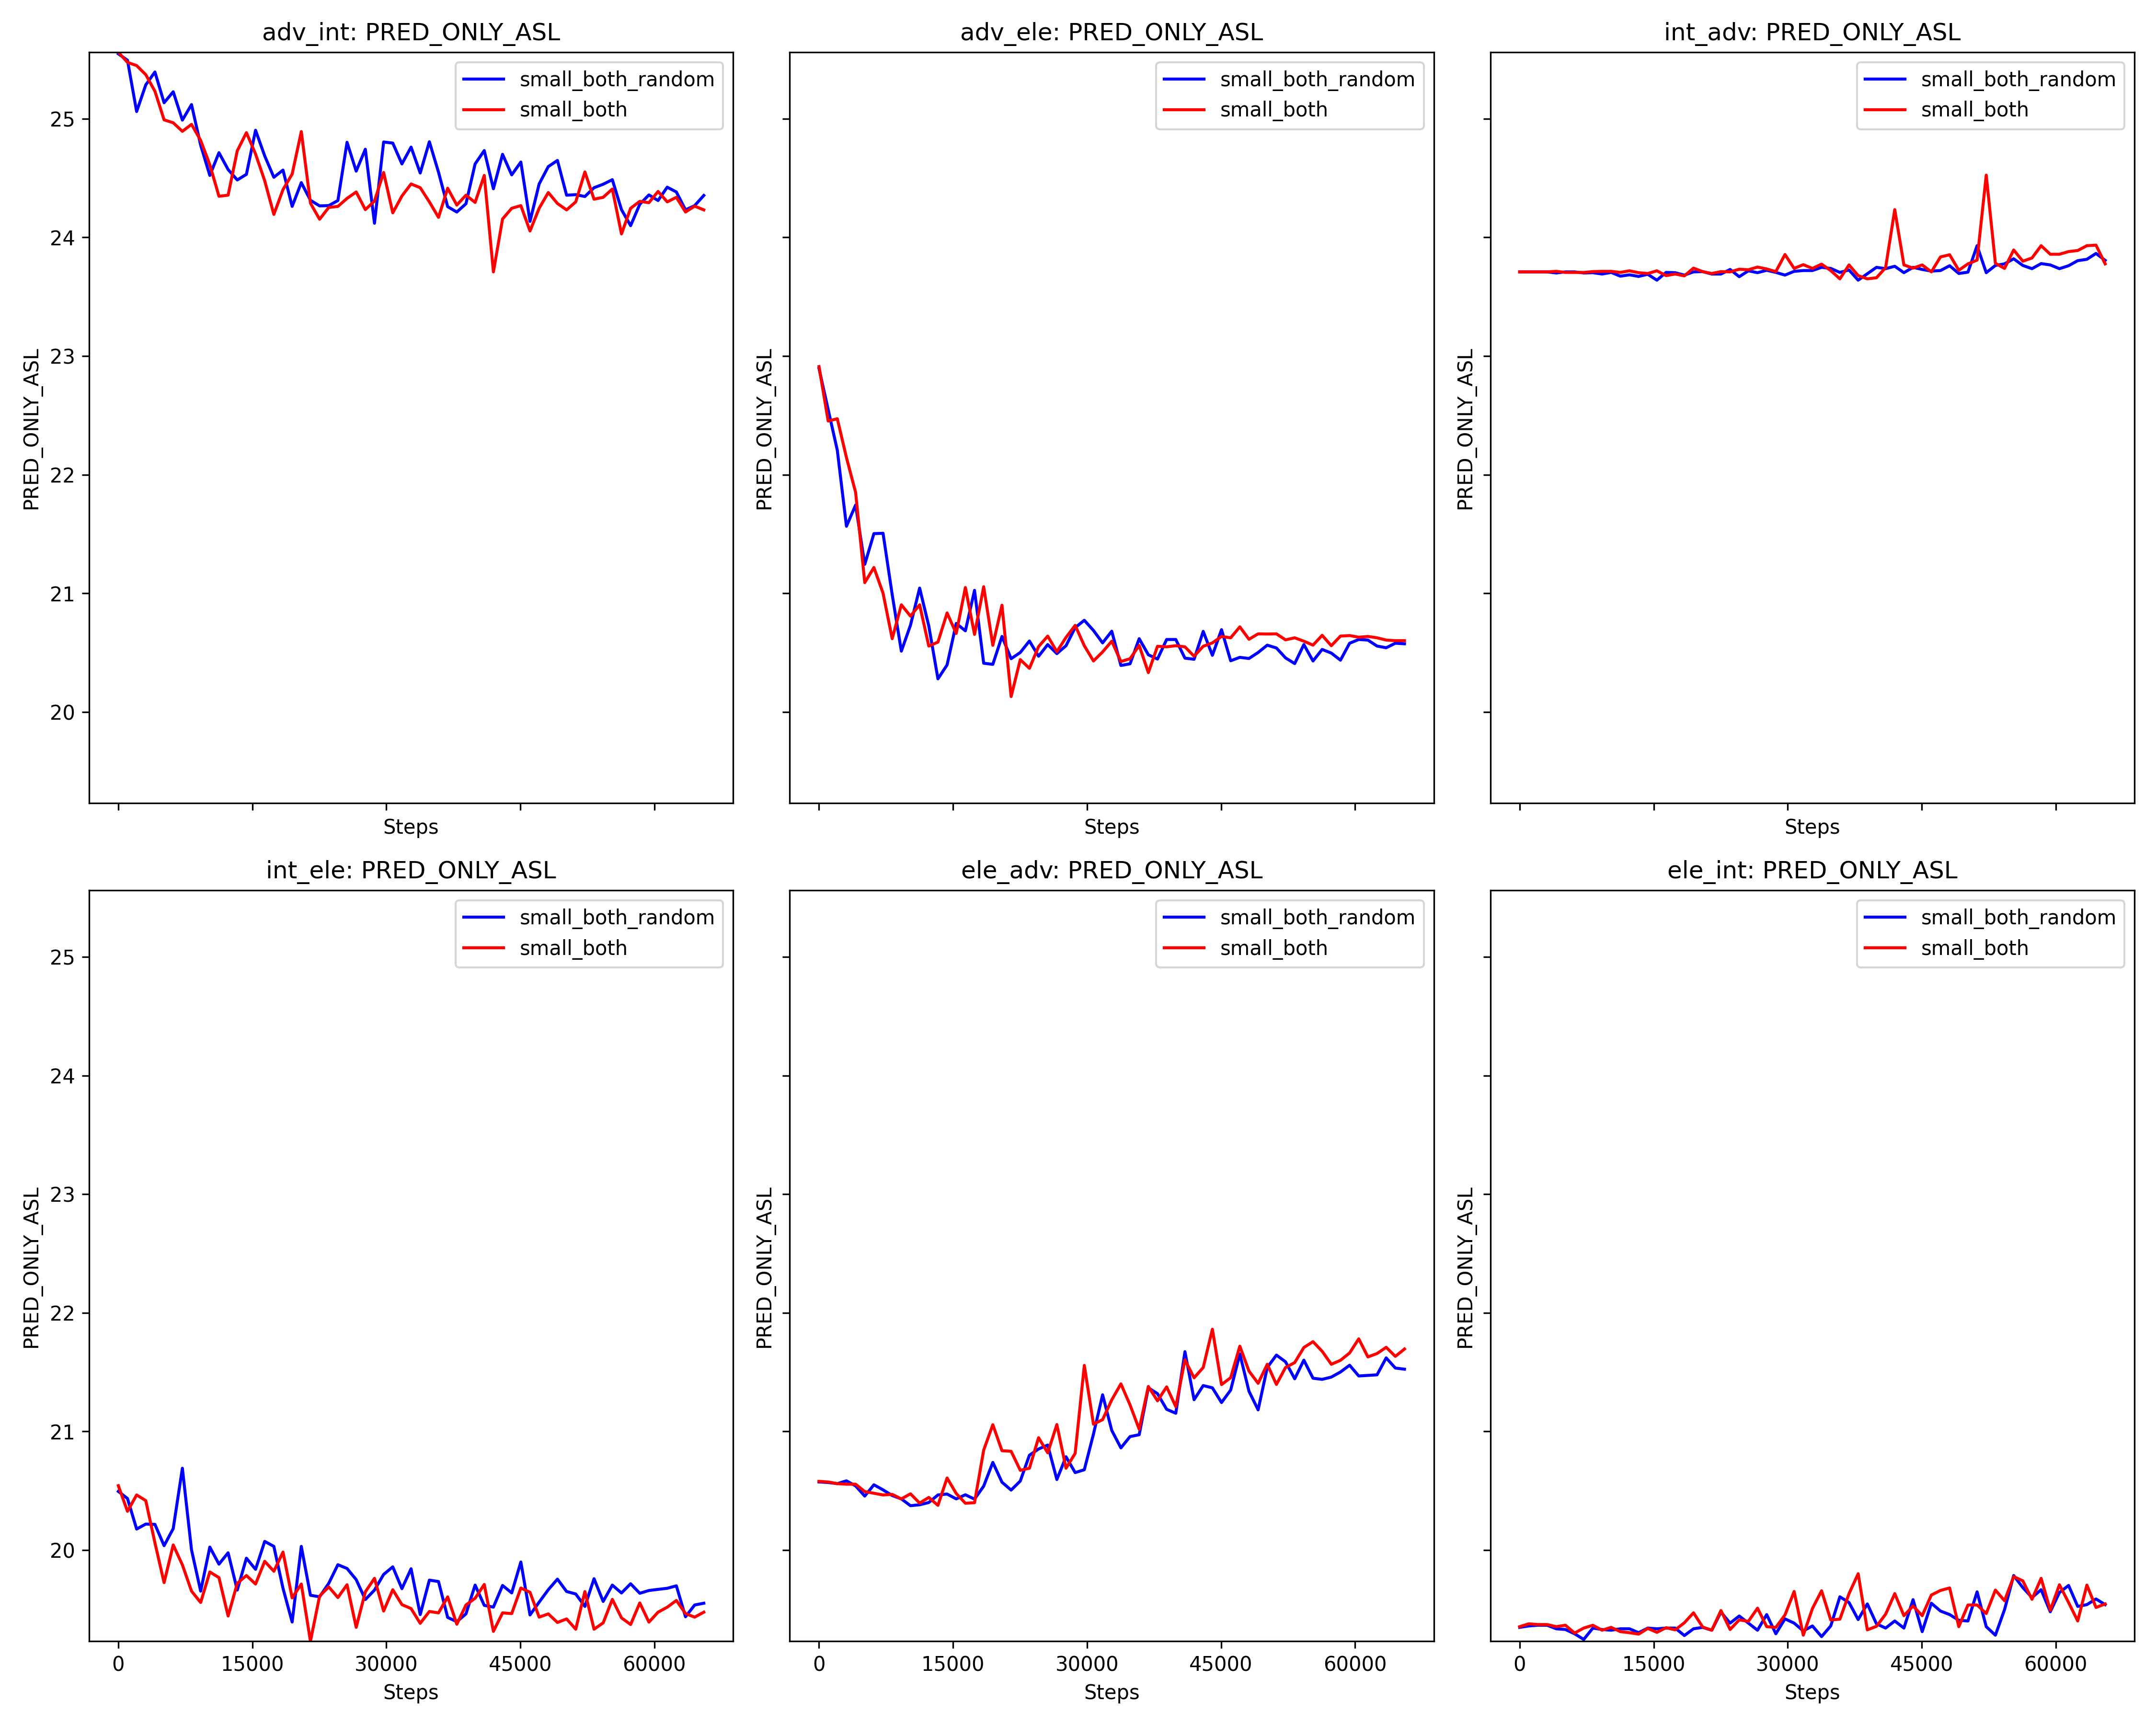 adv_int: PRED_ONLY_ASL
adv_ele: PRED_ONLY_ASL
int_adv: PRED_ONLY_ASL
small_both_random
small_both
small_both_random
small_both
small_both_random
small_both
25
24
23
22
21
20
PRED_ONLY_ASL
PRED_ONLY_ASL
PRED_ONLY_ASL
Steps
Steps
Steps
int_ele: PRED_ONLY_ASL
ele_adv: PRED_ONLY_ASL
ele_int: PRED_ONLY_ASL
small_both_random
small_both
small_both_random
small_both
small_both_random
small_both
25
24
23
22
21
20
PRED_ONLY_ASL
PRED_ONLY_ASL
PRED_ONLY_ASL
0 15000 30000 45000 60000
0 15000 30000 45000 60000
0 15000 30000 45000 60000
Steps
Steps
Steps